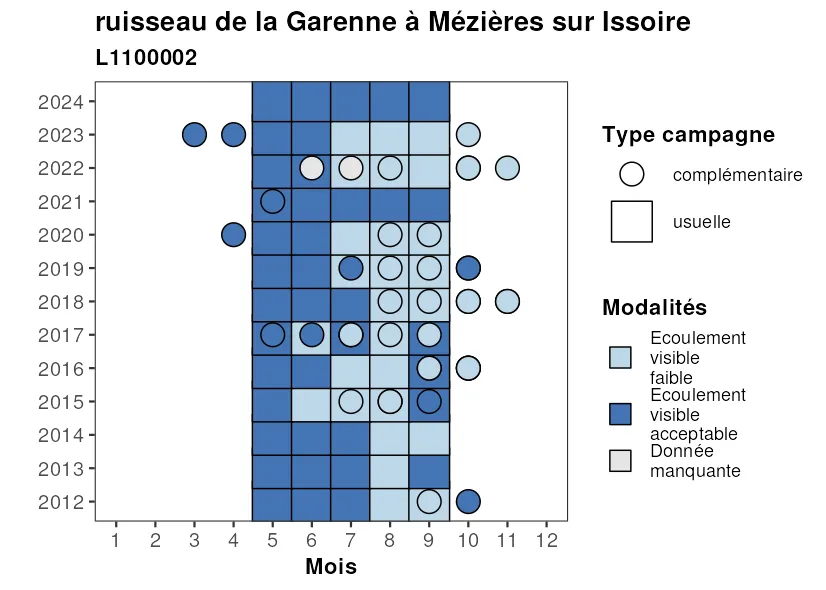 ruisseau de la Garenne à Mézières sur Issoire
L1100002
2024
2023
2022
2021
2020
2019
2018
2017
2016
2015
2014
2013
2012
1 2 3 4 5 6 7 8 9 10 11 12
Mois
Type campagne
complémentaire
usuelle
Modalités
Ecoulement
visible
faible
Ecoulement
visible
acceptable
Donnée
manquante